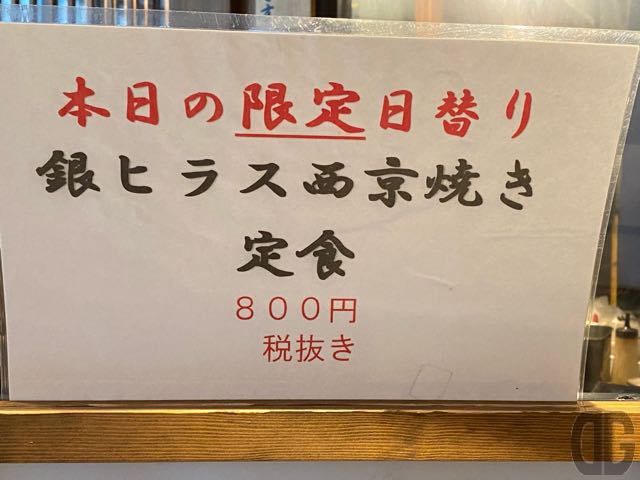 本日の限定日替り
銀ヒラス西京焼き
定食
８００円
税抜き